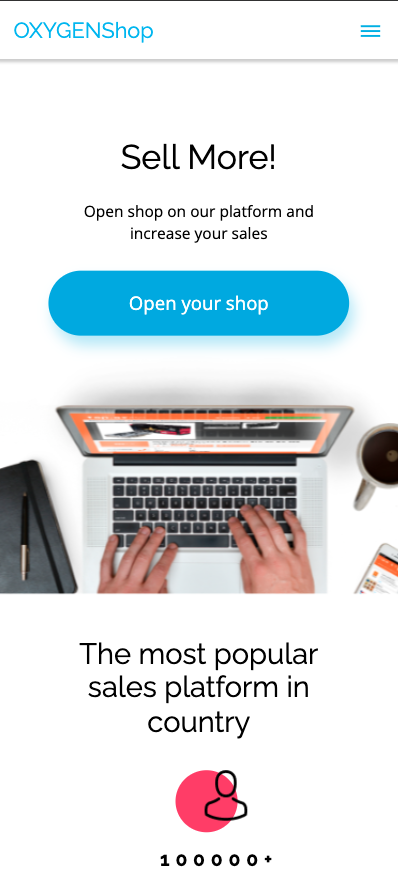 OXYGENShop
Sell More!
Open shop on our platform and
increase your sales
Open your shop
The most popular
sales platform in
country
100000+